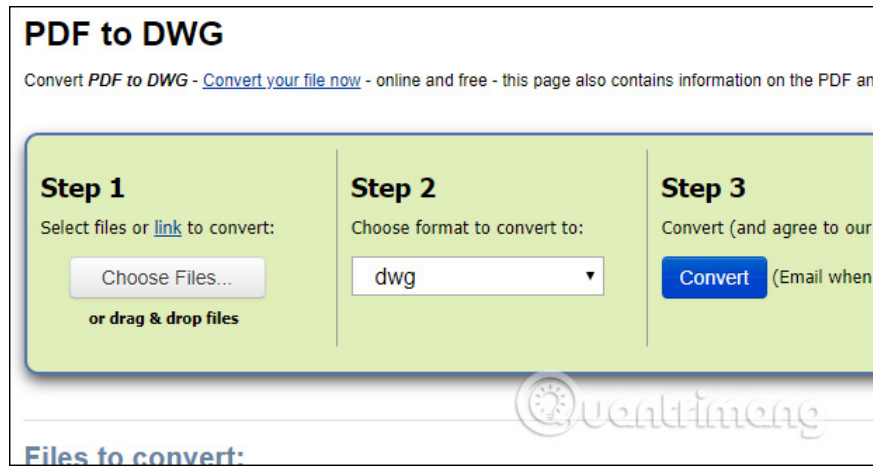 PDF to DWG
Convert PDF to DWG - Convert your file now - online and free - this page also contains information on the PDF an
Step 1
Select files or link to convert:
Choose Files...
or drag & drop files
Step 2
Choose format to convert to:
dwg
Step 3
Convert (and agree to our
Convert (Email when
Quantrimang
Files to convert: